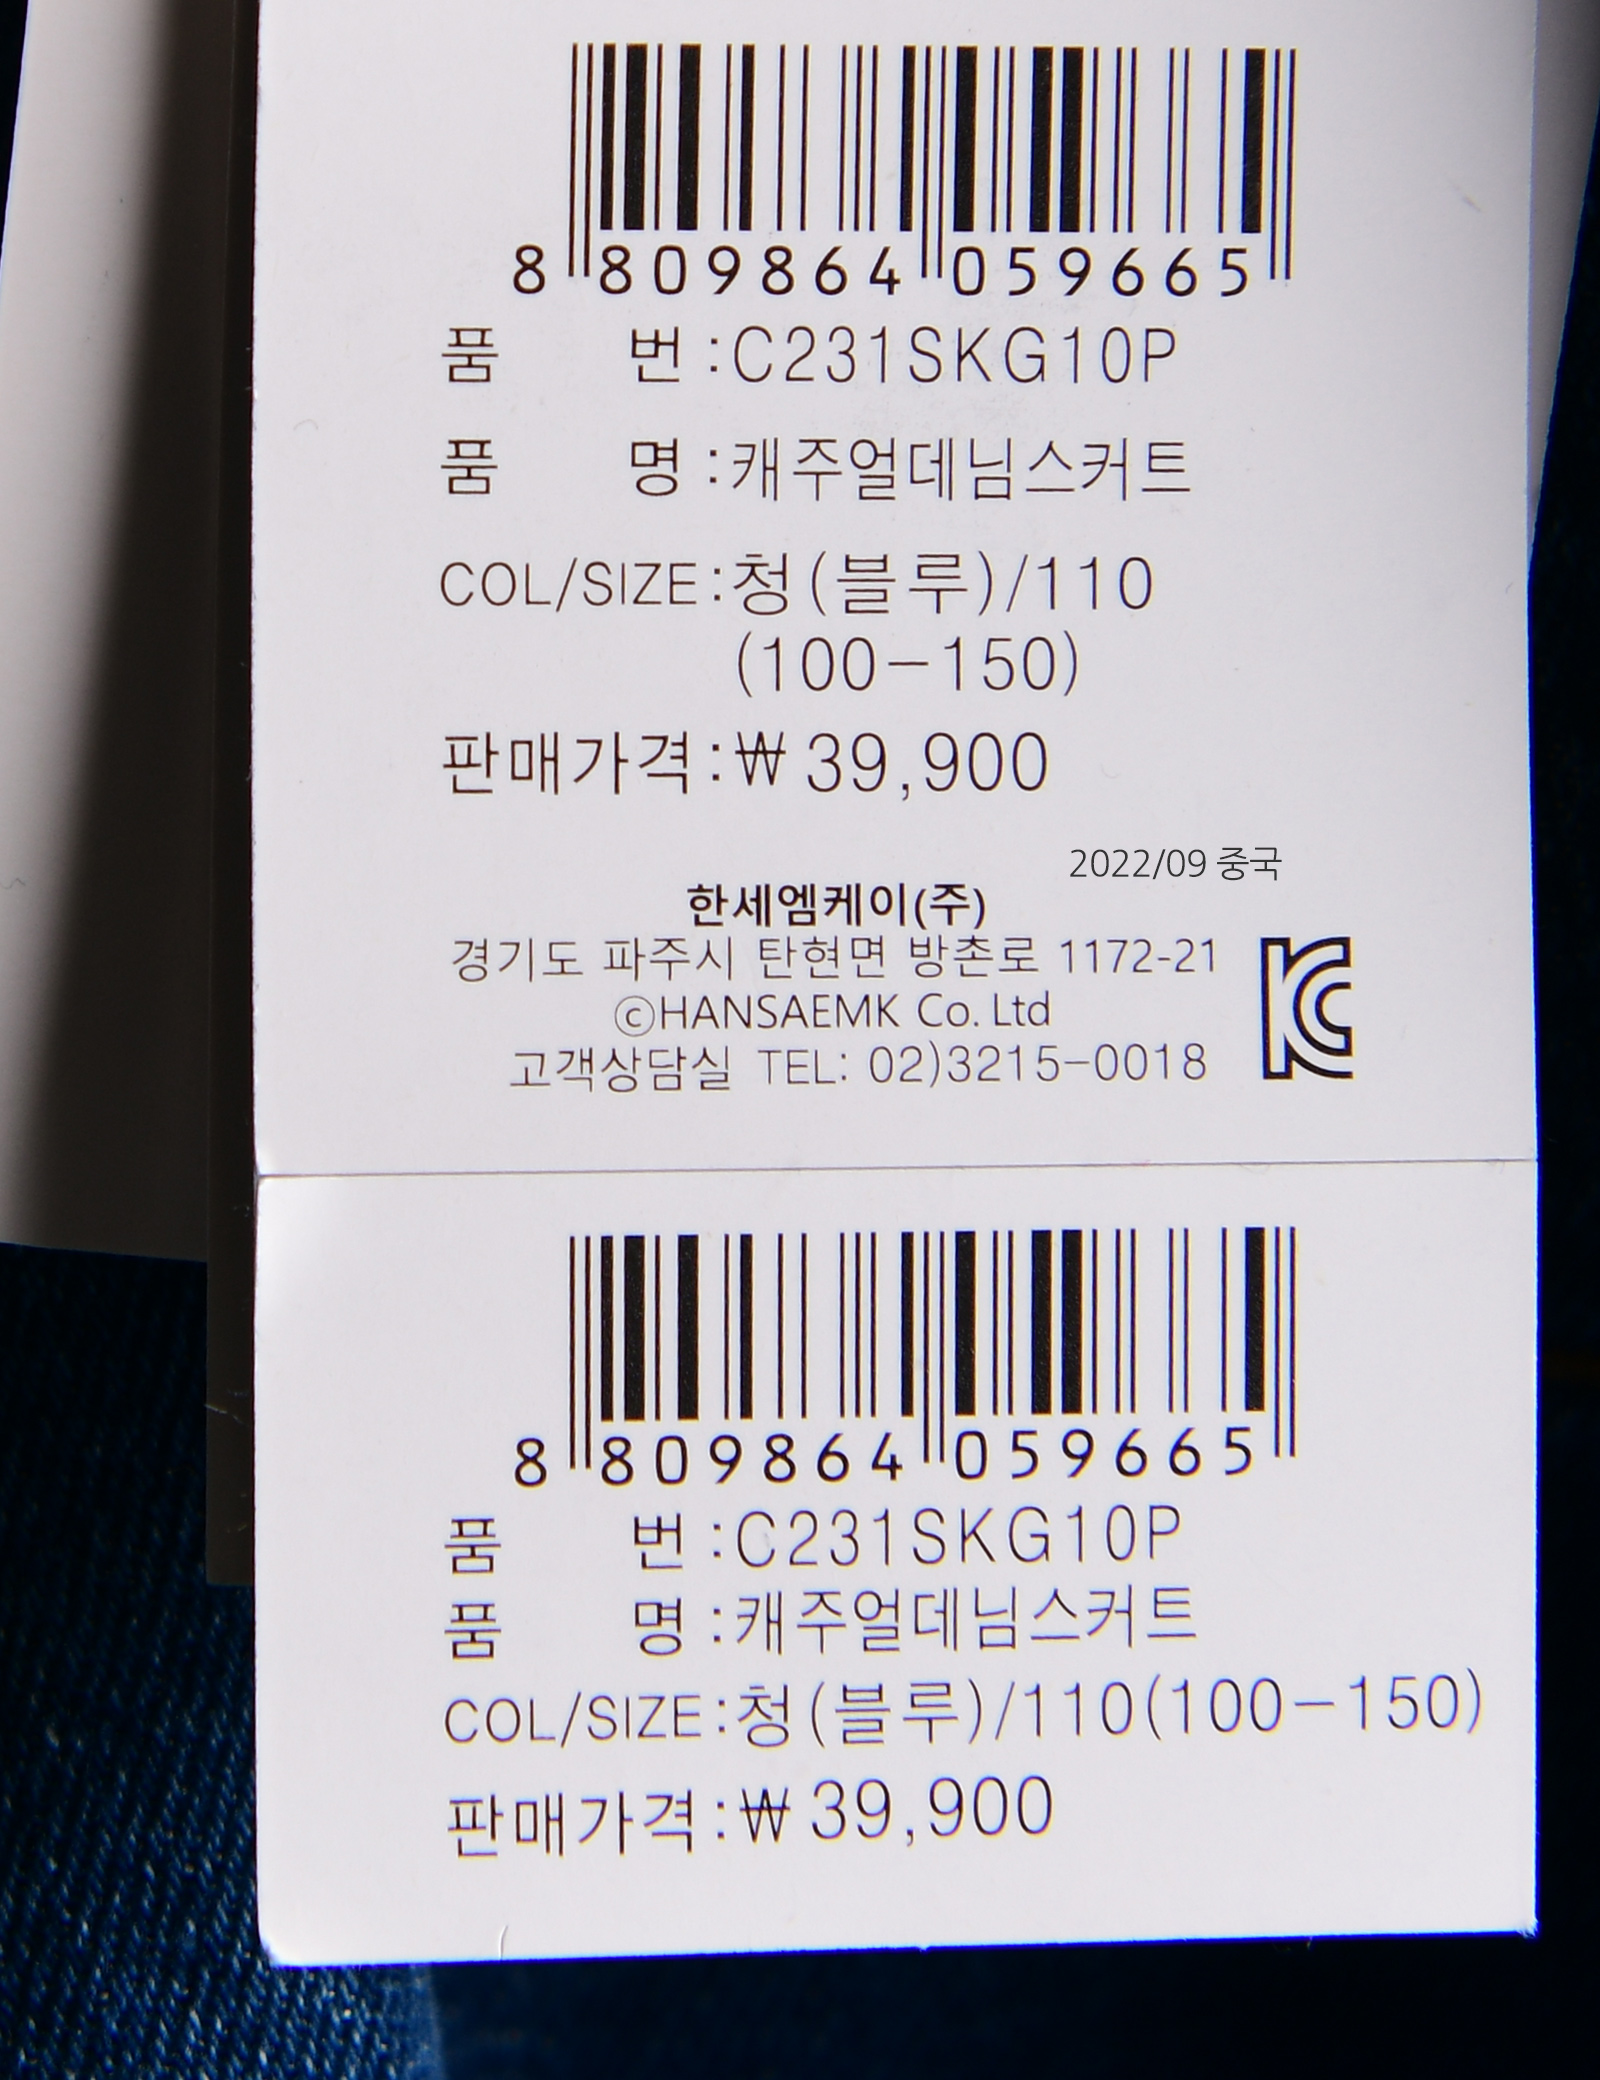 8 809864 059665
품 번 : C231SKG10P
품 명 : 캐주얼데님스커트
COL/SIZE : 청(블루)/110
(100-150)
판매가격 : ₩ 39,900
2022/09 중국
한세엠케이(주)
경기도 파주시 탄현면 방촌로 1172-21
ⓒHANSAEMK Co. Ltd
고객상담실 TEL: 02)3215-0018
KC
8 809864 059665
품 번 : C231SKG10P
품 명 : 캐주얼데님스커트
COL/SIZE : 청(블루)/110(100-150)
판매가격 : ₩ 39,900